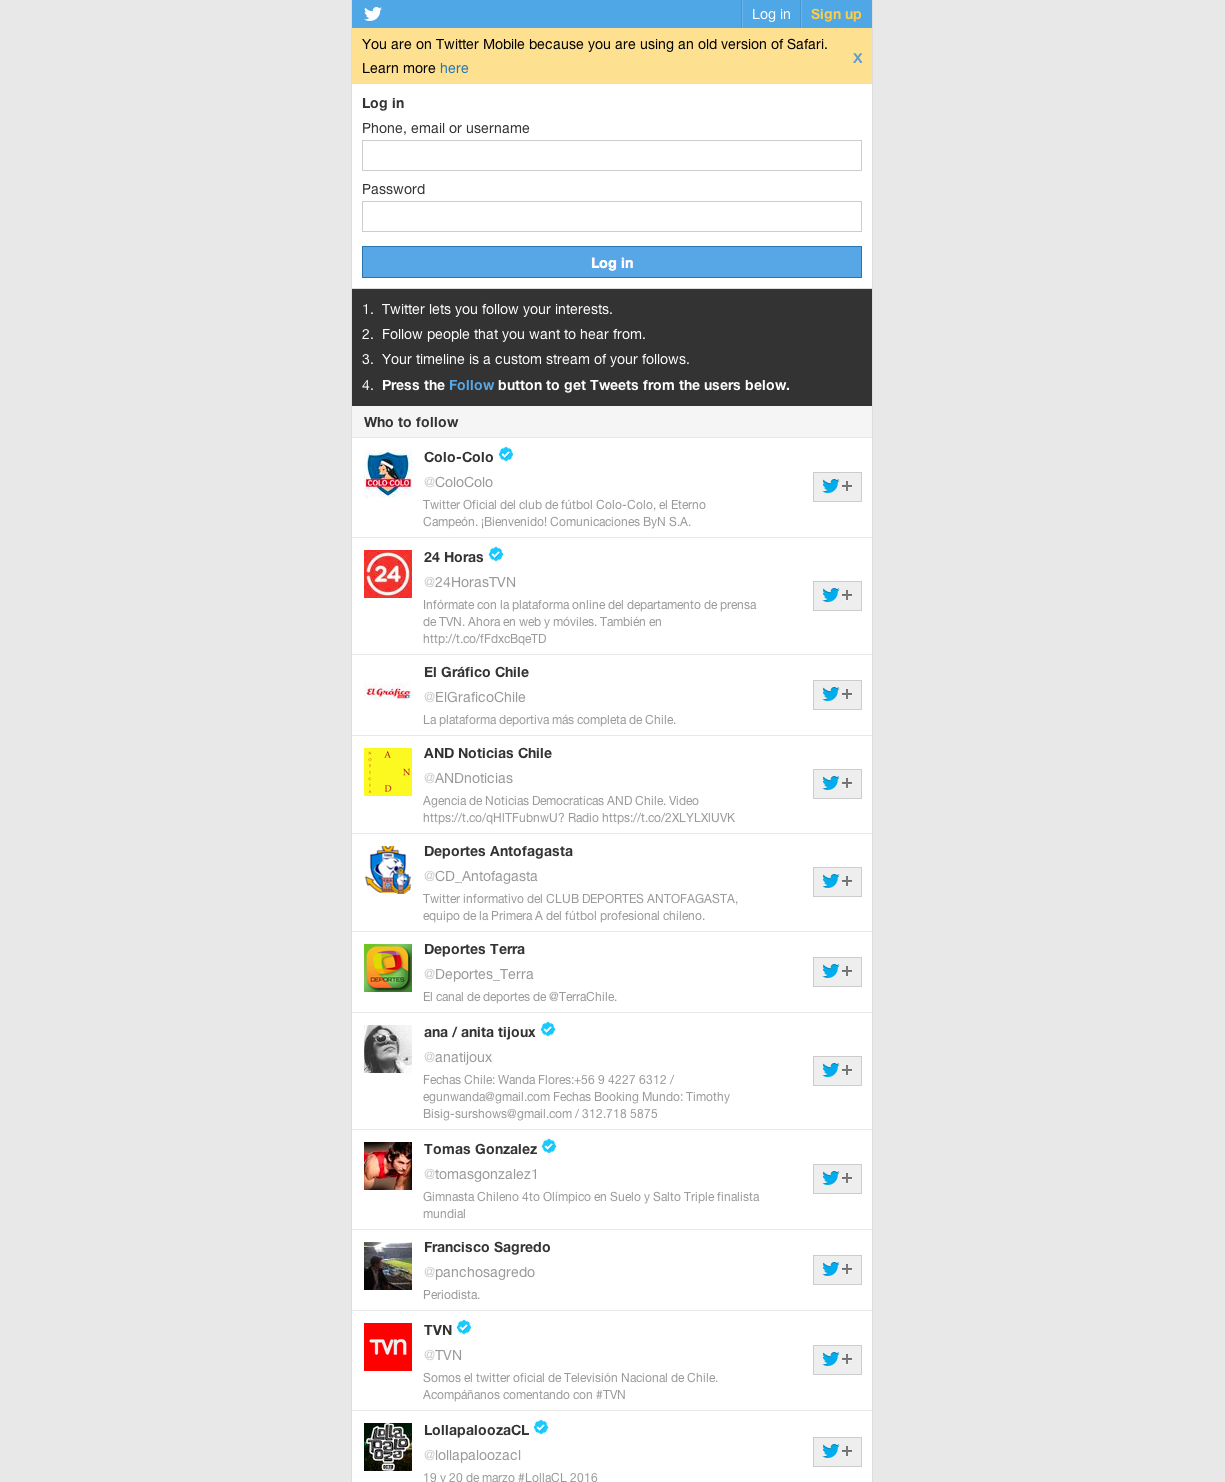 Log in
Sign up
You are on Twitter Mobile because you are using an old version of Safari.
Learn more here
X
Log in
Phone, email or username
Password
Log in
1. Twitter lets you follow your interests.
2. Follow people that you want to hear from.
3. Your timeline is a custom stream of your follows.
4. Press the Follow button to get Tweets from the users below.
Who to follow
COLO-COLO
Colo-Colo
@ColoColo
Twitter Oficial del club de fútbol Colo-Colo, el Eterno
Campeón. ¡Bienvenido! Comunicaciones ByN S.A.
24
24 Horas
@24HorasTVN
Infórmate con la plataforma online del departamento de prensa
de TVN. Ahora en web y móviles. También en
http://t.co/fFdxcBqeTD
El Gráfico
El Gráfico Chile
@ElGraficoChile
La plataforma deportiva más completa de Chile.
A
N
D
AND Noticias Chile
@ANDnoticias
Agencia de Noticias Democraticas AND Chile. Video
https://t.co/qHlTFubnwU? Radio https://t.co/2XLYLXlUVK
Deportes Antofagasta
@CD_Antofagasta
Twitter informativo del CLUB DEPORTES ANTOFAGASTA,
equipo de la Primera A del fútbol profesional chileno.
DEPORTES
Deportes Terra
@Deportes_Terra
El canal de deportes de @TerraChile.
ana / anita tijoux
@anatijoux
Fechas Chile: Wanda Flores:+56 9 4227 6312 /
egunwanda@gmail.com Fechas Booking Mundo: Timothy
Bisig-surshows@gmail.com / 312.718 5875
Tomas Gonzalez
@tomasgonzalez1
Gimnasta Chileno 4to Olimpico en Suelo y Salto Triple finalista
mundial
Francisco Sagredo
@panchosagredo
Periodista.
TVN
TVN
@TVN
Somos el twitter oficial de Televisión Nacional de Chile.
Acompáñanos comentando con #TVN
Lolla
palo
oza
LollapaloozaCL
@lollapaloozacl
19 y 20 de marzo #LollaCL 2016